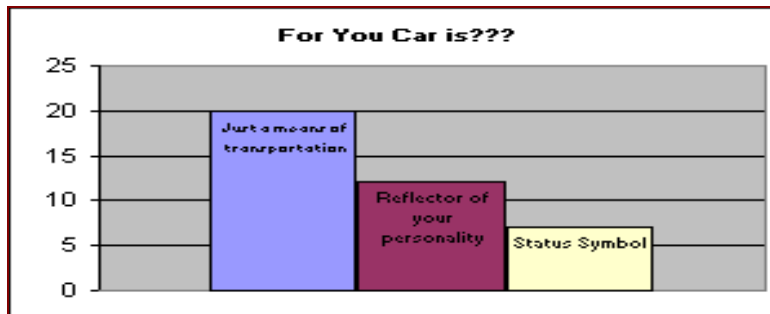 For You Car is???
25
20
15
10
5
0
Just a means of
transportation
Reflector of
your
personality
Status Symbol